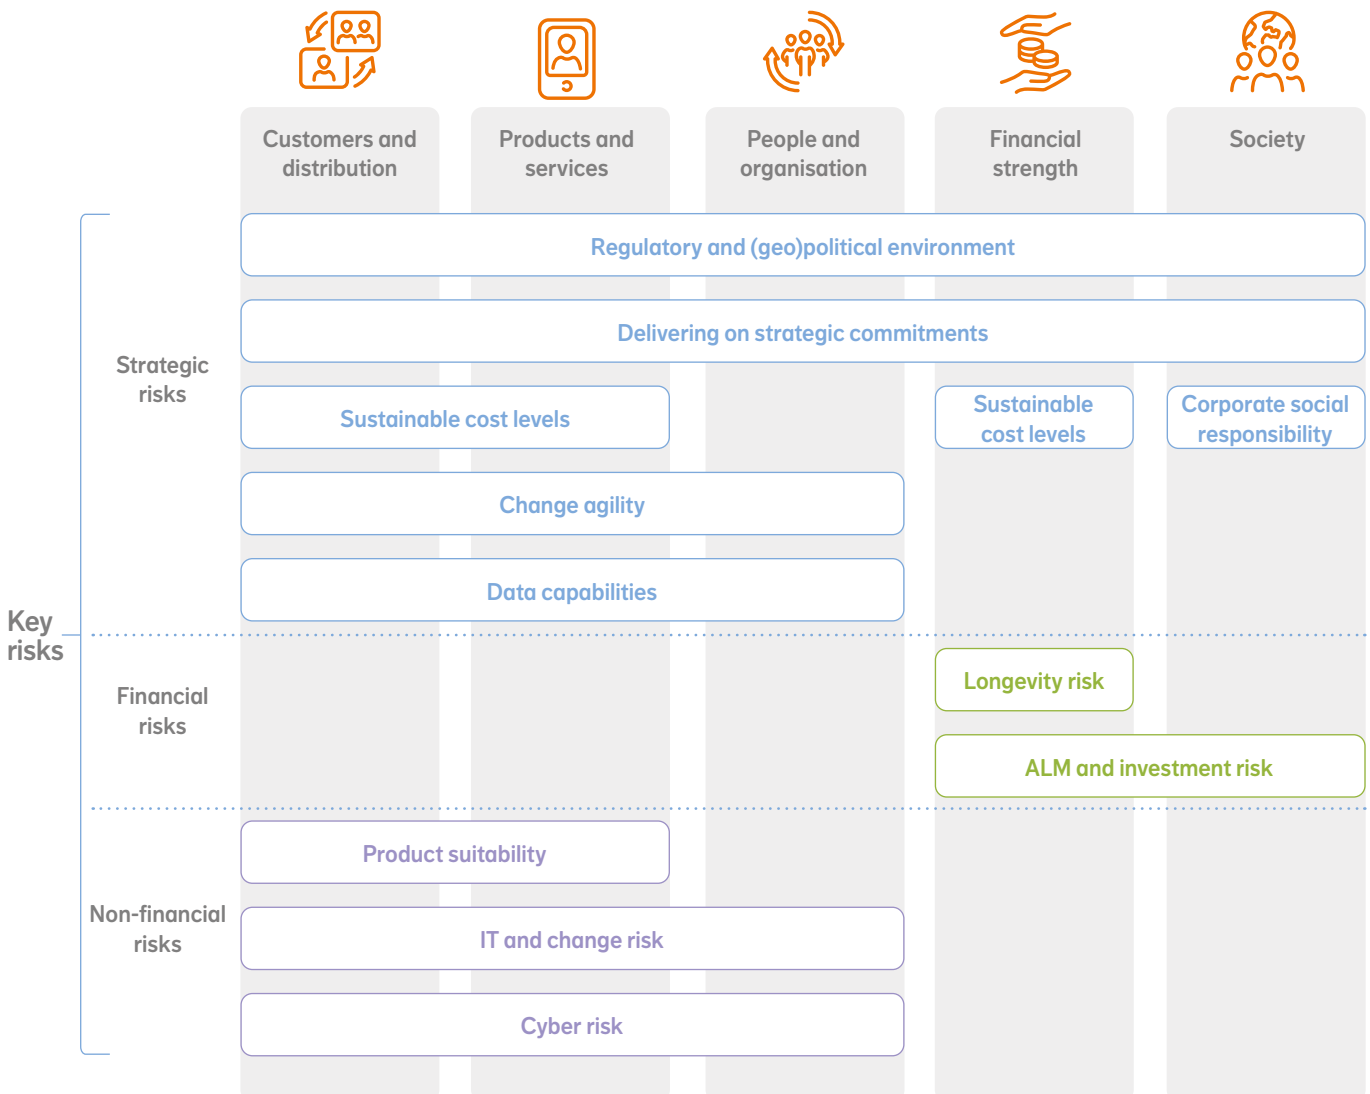 Customers and
distribution
Products and
services
People and
organisation
Financial
strength
Society
Key
risks
Strategic
risks
Regulatory and (geo)political environment
Delivering on strategic commitments
Sustainable cost levels
Sustainable
cost levels
Corporate social
responsibility
Change agility
Data capabilities
Financial
risks
Longevity risk
ALM and investment risk
Non-financial
risks
Product suitability
IT and change risk
Cyber risk